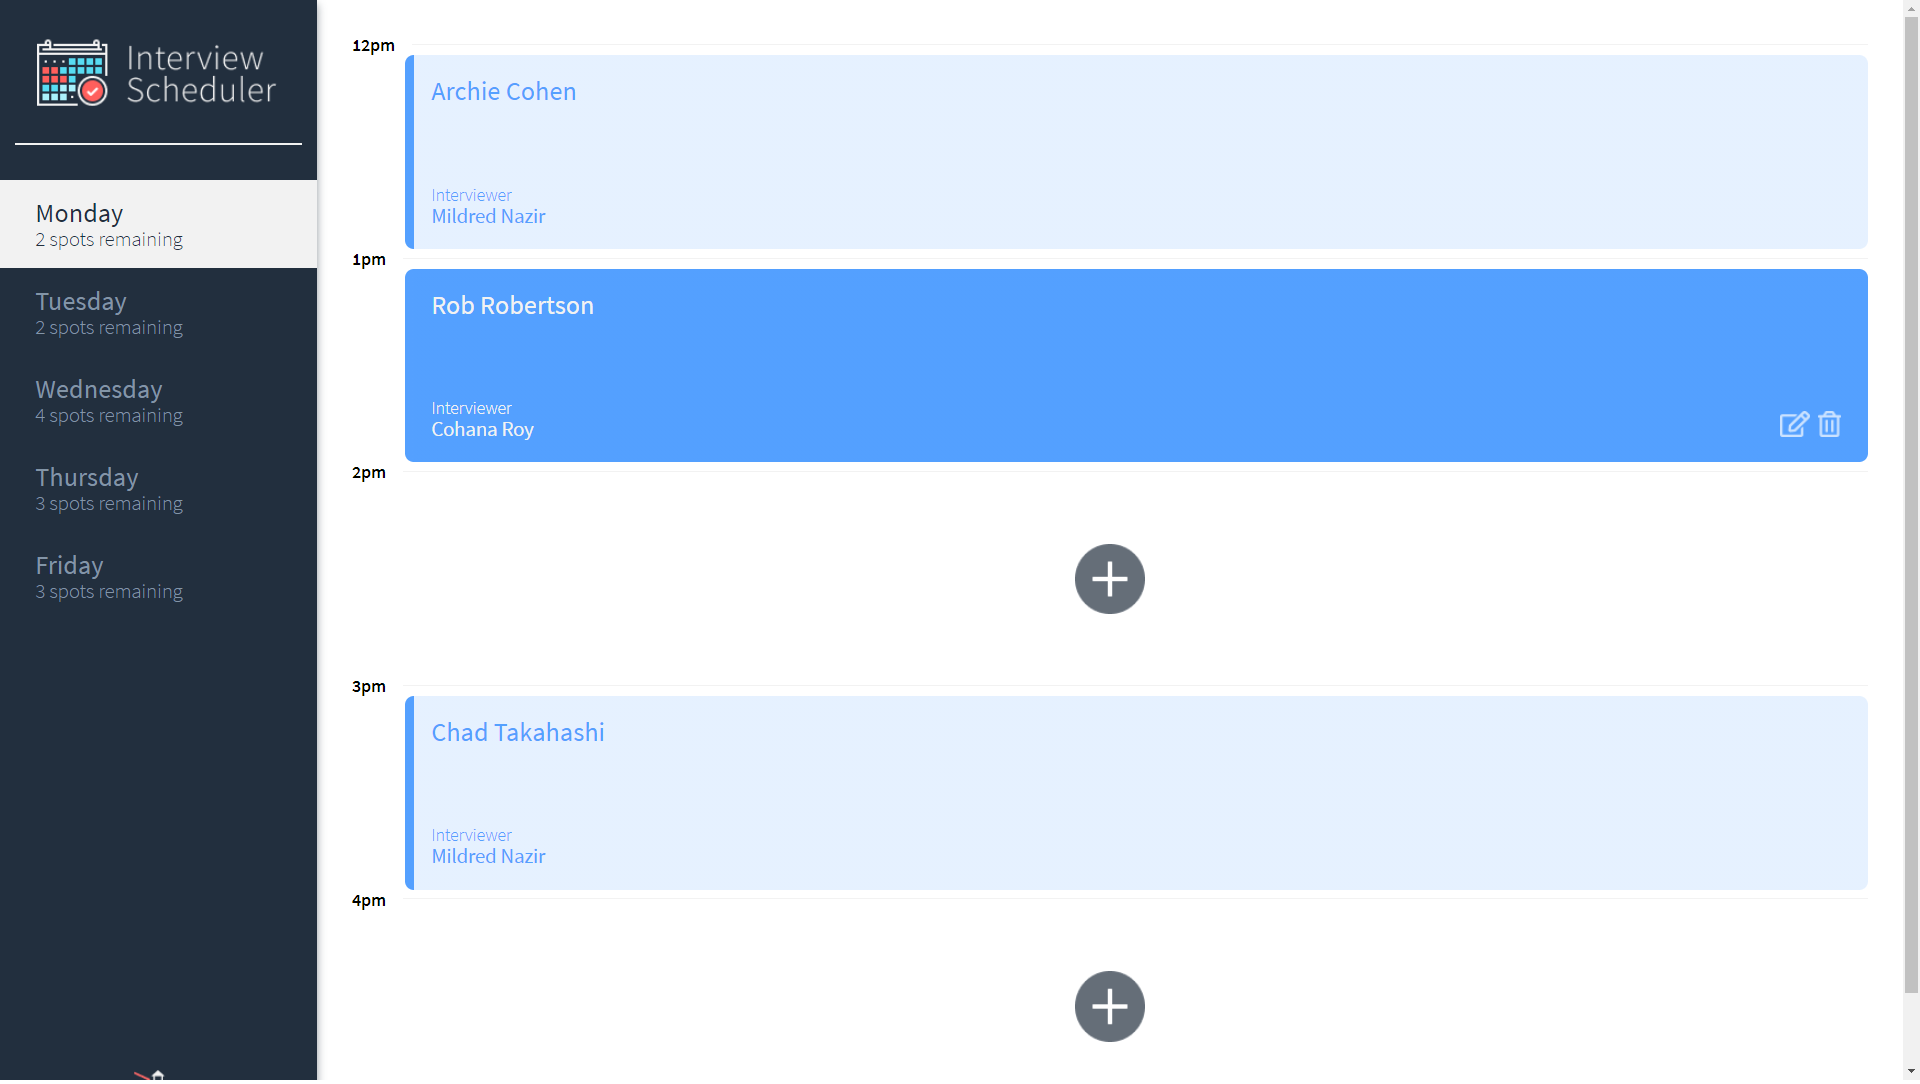 Interview
Scheduler
Monday
2 spots remaining
Tuesday
2 spots remaining
Wednesday
4 spots remaining
Thursday
3 spots remaining
Friday
3 spots remaining
12pm
Archie Cohen
Interviewer
Mildred Nazir
1pm
Rob Robertson
Interviewer
Cohana Roy
2pm
3pm
Chad Takahashi
Interviewer
Mildred Nazir
4pm